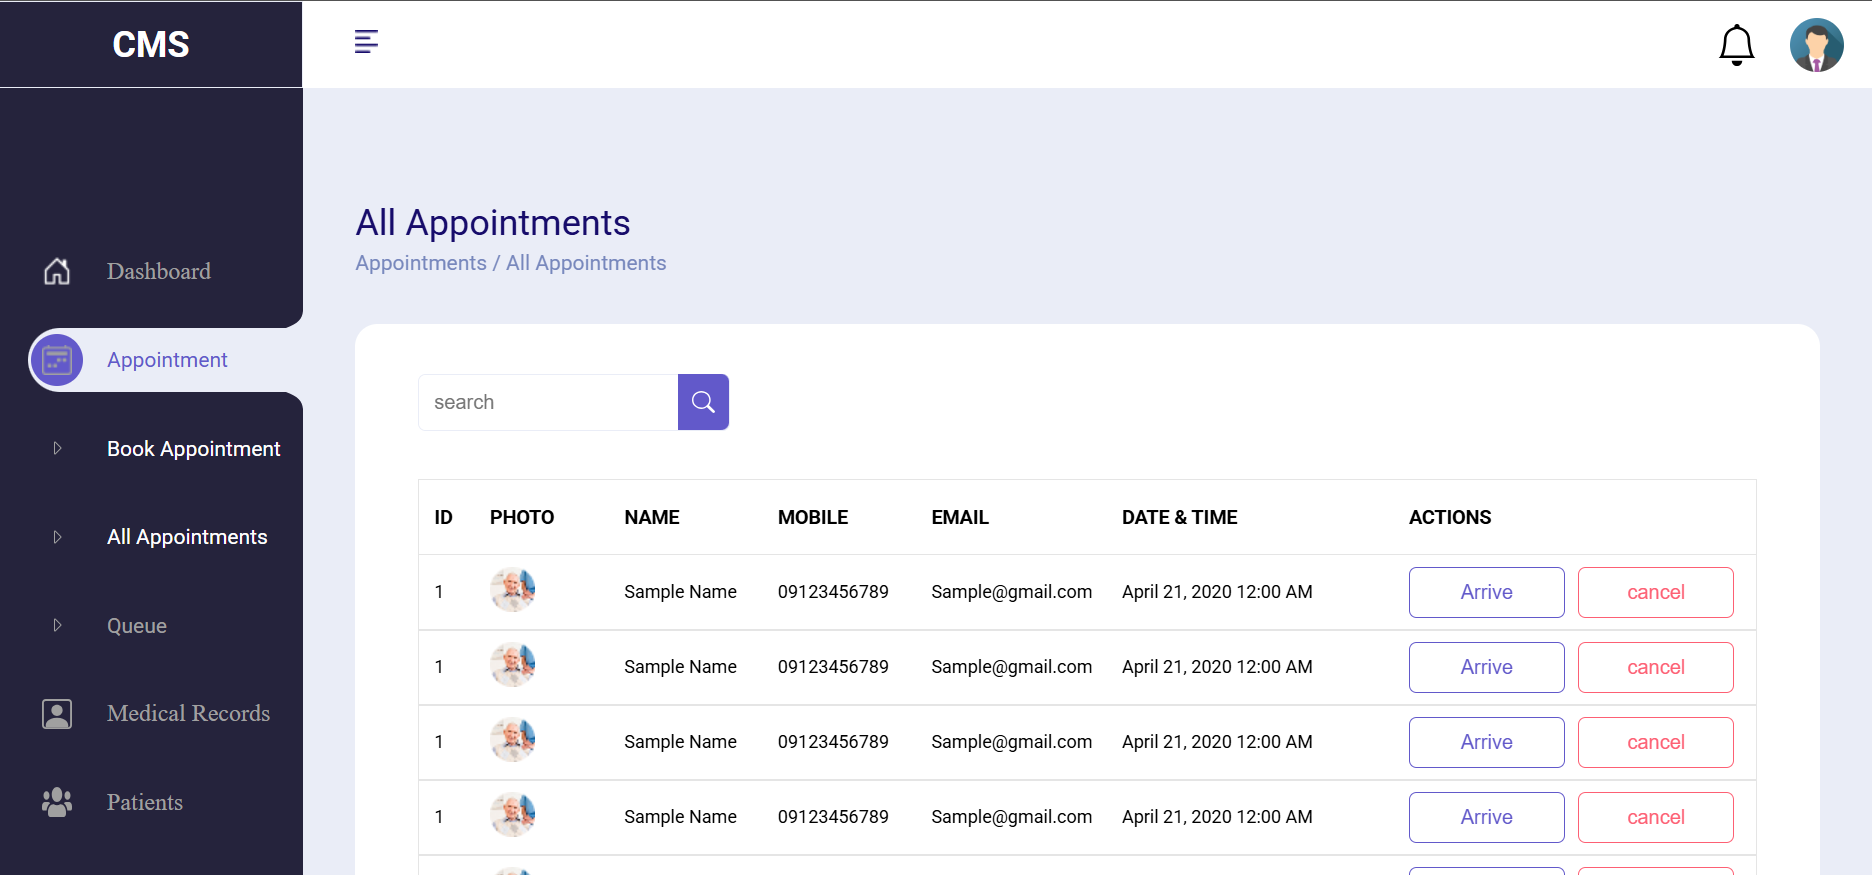 CMS
Dashboard
Appointment
Book Appointment
All Appointments
Queue
Medical Records
Patients
All Appointments
Appointments / All Appointments
search
ID PHOTO NAME MOBILE EMAIL DATE & TIME ACTIONS
1 Sample Name 09123456789 Sample@gmail.com April 21, 2020 12:00 AM Arrive cancel
1 Sample Name 09123456789 Sample@gmail.com April 21, 2020 12:00 AM Arrive cancel
1 Sample Name 09123456789 Sample@gmail.com April 21, 2020 12:00 AM Arrive cancel
1 Sample Name 09123456789 Sample@gmail.com April 21, 2020 12:00 AM Arrive cancel